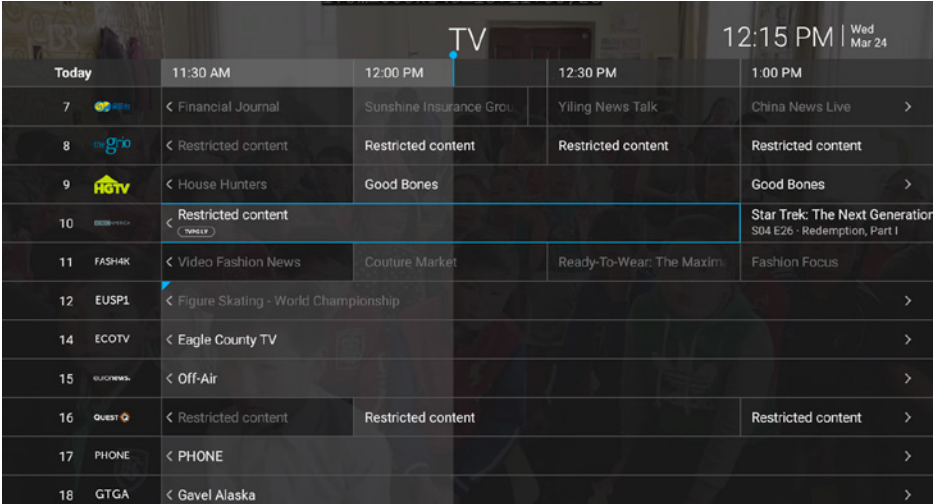 TV
12:15 PM
Wed
Mar 24
Today 11:30 AM 12:00 PM 12:30 PM 1:00 PM
7 < Financial Journal Sunshine Insurance Grou Yiling News Talk China News Live >
8 the grio < Restricted content Restricted content Restricted content Restricted content
9 HGTV < House Hunters Good Bones Good Bones >
10 < Restricted content Star Trek: The Next Generation
S04 E26 - Redemption, Part I
11 FASH4K < Video Fashion News Couture Market Ready-To-Wear: The Maxima Fashion Focus
12 EUSP1 < Figure Skating - World Championship >
14 ECOTV < Eagle County TV >
15 euronews. < Off-Air >
16 QUEST < Restricted content Restricted content Restricted content >
17 PHONE < PHONE >
18 GTGA < Gavel Alaska >